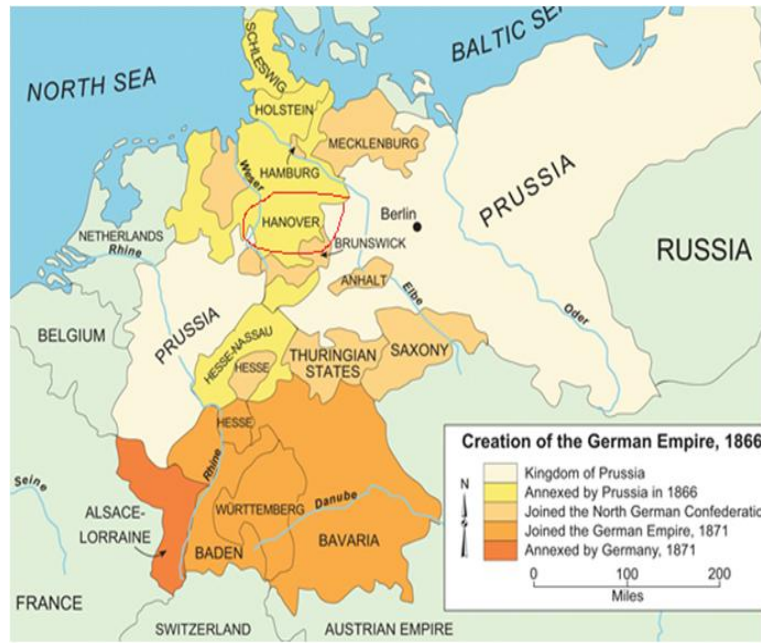 SCHLESWIG
BALTIC SE
NORTH SEA
HOLSTEIN
MECKLENBURG
HAMBURG
Weser
PRUSSIA
HANOVER
Berlin
NETHERLANDS
Rhine
BRUNSWICK
RUSSIA
ANHALT
Elbe
Oder
BELGIUM
PRUSSIA
HESSE-NASSAU
HESSE
THURINGIAN
STATES
SAXONY
HESSE
Rhine
Seine
ALSACE-
LORRAINE
WÜRTTEMBERG
Danube
BADEN
BAVARIA
FRANCE
SWITZERLAND
AUSTRIAN EMPIRE
Creation of the German Empire, 1866
Kingdom of Prussia
Annexed by Prussia in 1866
Joined the North German Confederatio
Joined the German Empire, 1871
Annexed by Germany, 1871
N
0 100 200
Miles